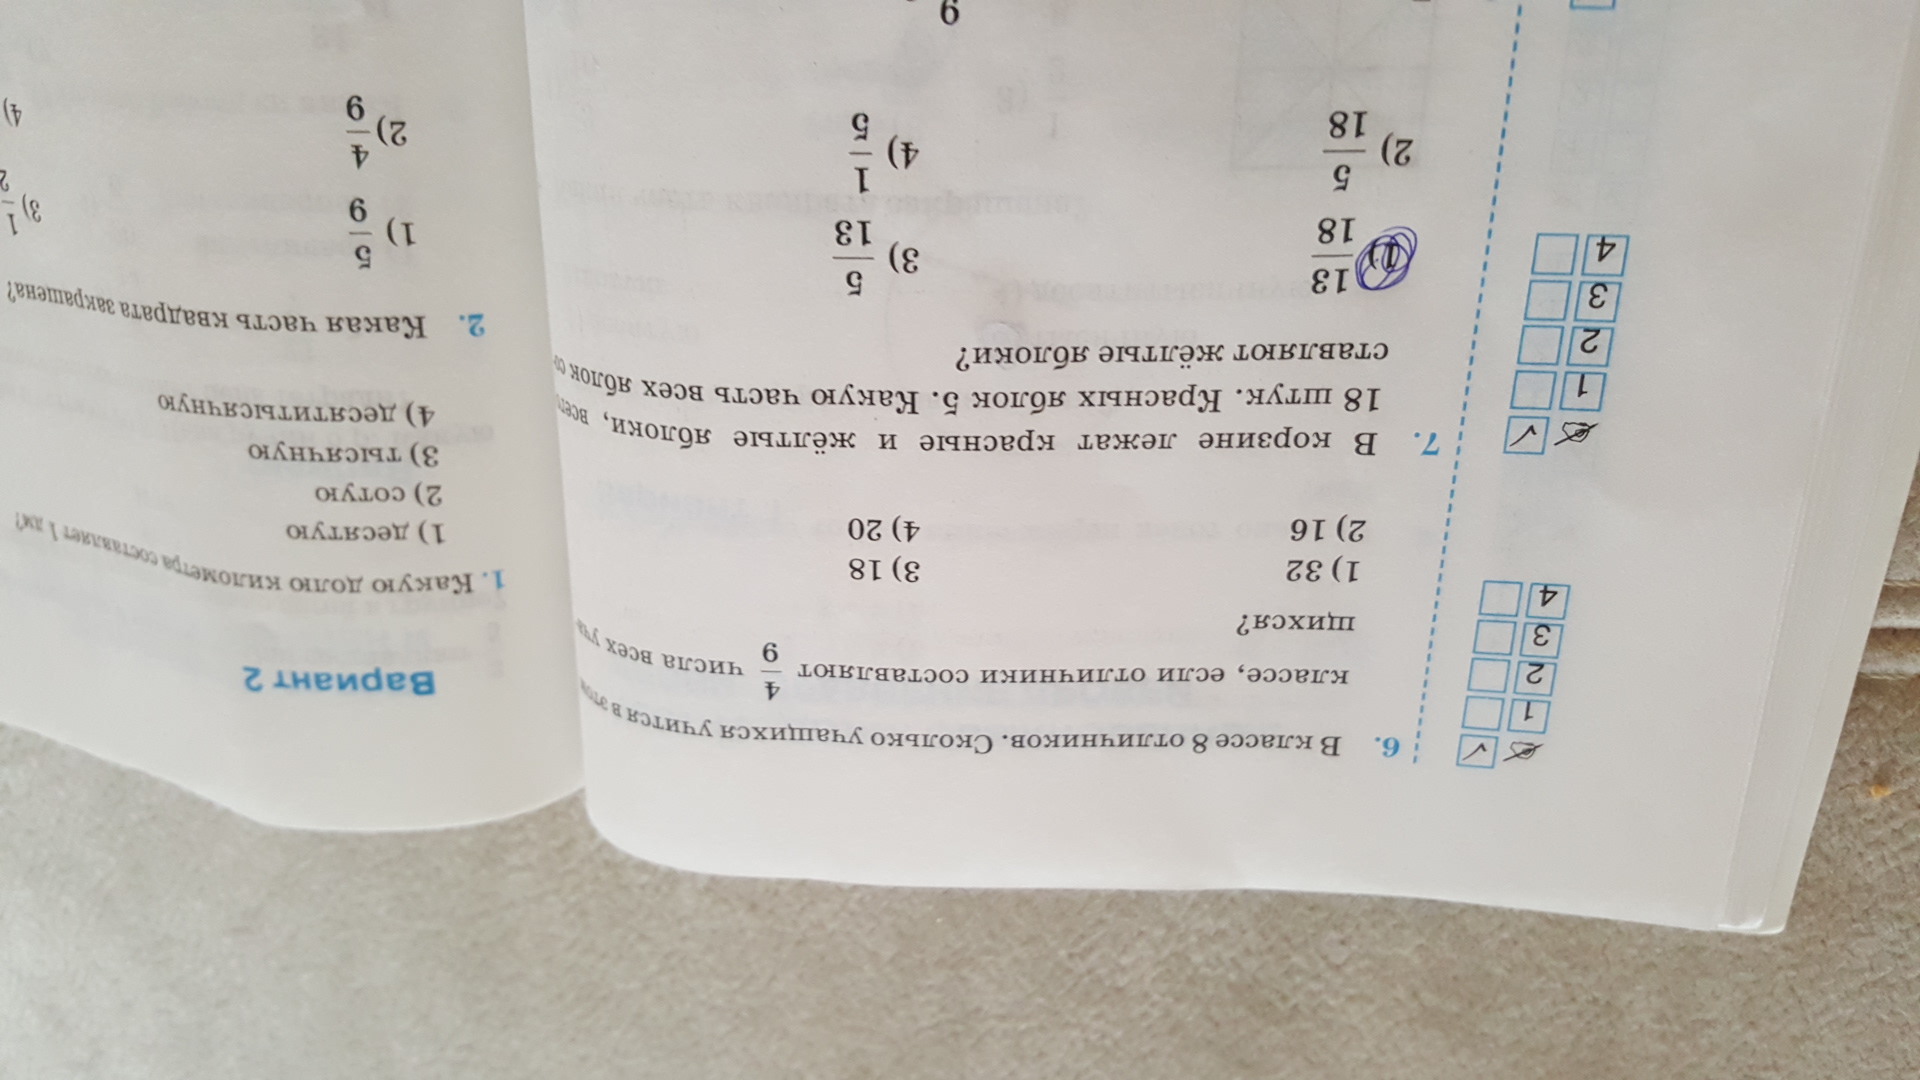 6. В классе 8 отличников. Сколько учащихся учится в этом
классе, если отличники составляют 4/9 числа всех уча-
щихся?
1) 32 3) 18
2) 16 4) 20
1
2
3
4
7. В корзине лежат красные и жёлтые яблоки, всего
18 штук. Красных яблок 5. Какую часть всех яблок со-
ставляют жёлтые яблоки?
1) 13/18 3) 5/13
2) 5/18 4) 1/5
1
2
3
4
9
Вариант 2
1. Какую долю километра составляет 1 дм?
1) десятую
2) сотую
3) тысячную
4) десятитысячную
2. Какая часть квадрата закрашена?
1) 5/9 3) 1/2
2) 4/9 4)